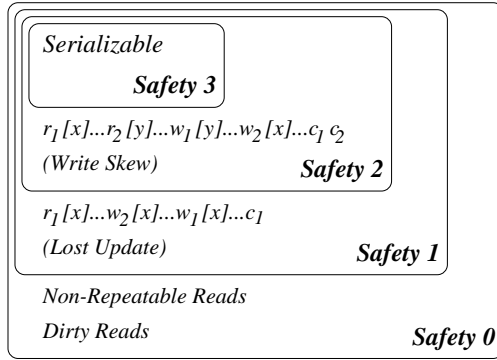 Serializable
Safety 3
r1[x]...r2[y]...w1[y]...w2[x]...c1 c2
(Write Skew)
Safety 2
r1[x]...w2[x]...w1[x]...c1
(Lost Update)
Safety 1
Non-Repeatable Reads
Dirty Reads
Safety 0